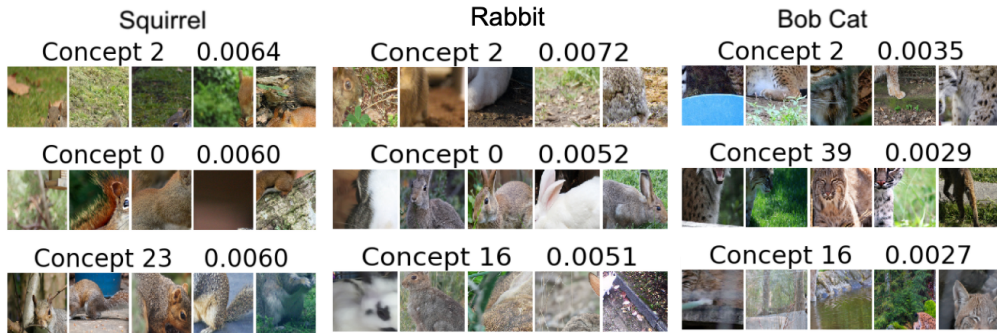 Squirrel
Rabbit
Bob Cat
Concept 2 0.0064
Concept 2 0.0072
Concept 2 0.0035
Concept 0 0.0060
Concept 0 0.0052
Concept 39 0.0029
Concept 23 0.0060
Concept 16 0.0051
Concept 16 0.0027